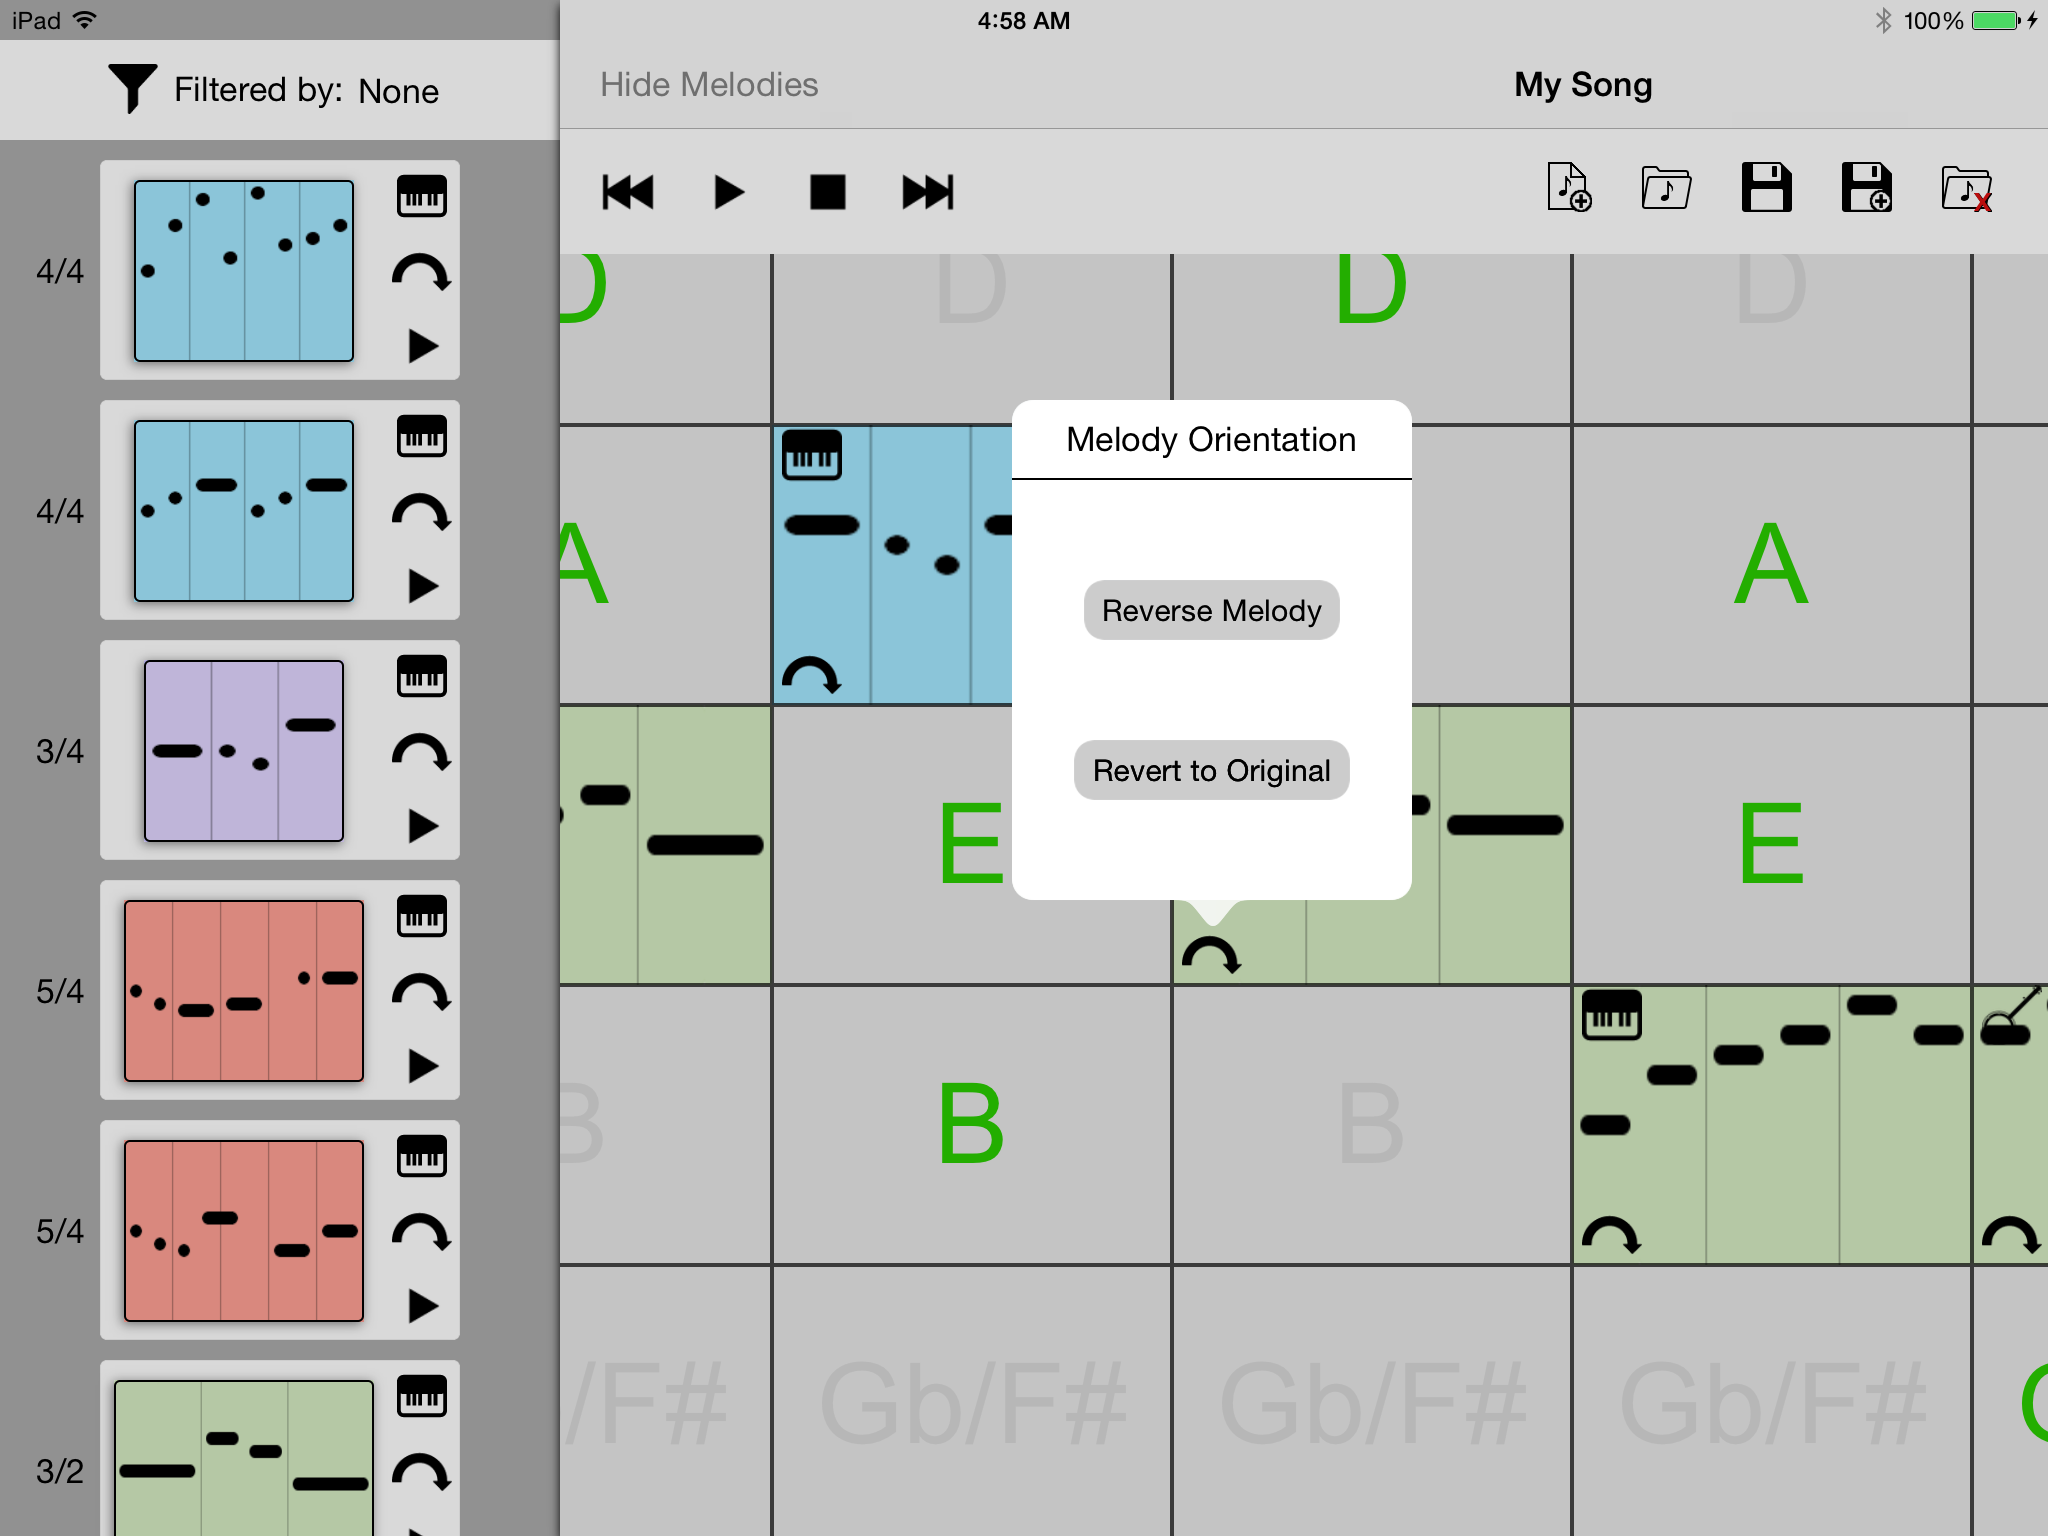 iPad
4:58 AM
100%
Filtered by: None
Hide Melodies
My Song
4/4
4/4
3/4
5/4
5/4
3/2
D
D
D
D
A
A
Melody Orientation
Reverse Melody
Revert to Original
E
E
B
B
B
/F#
Gb/F#
Gb/F#
Gb/F#